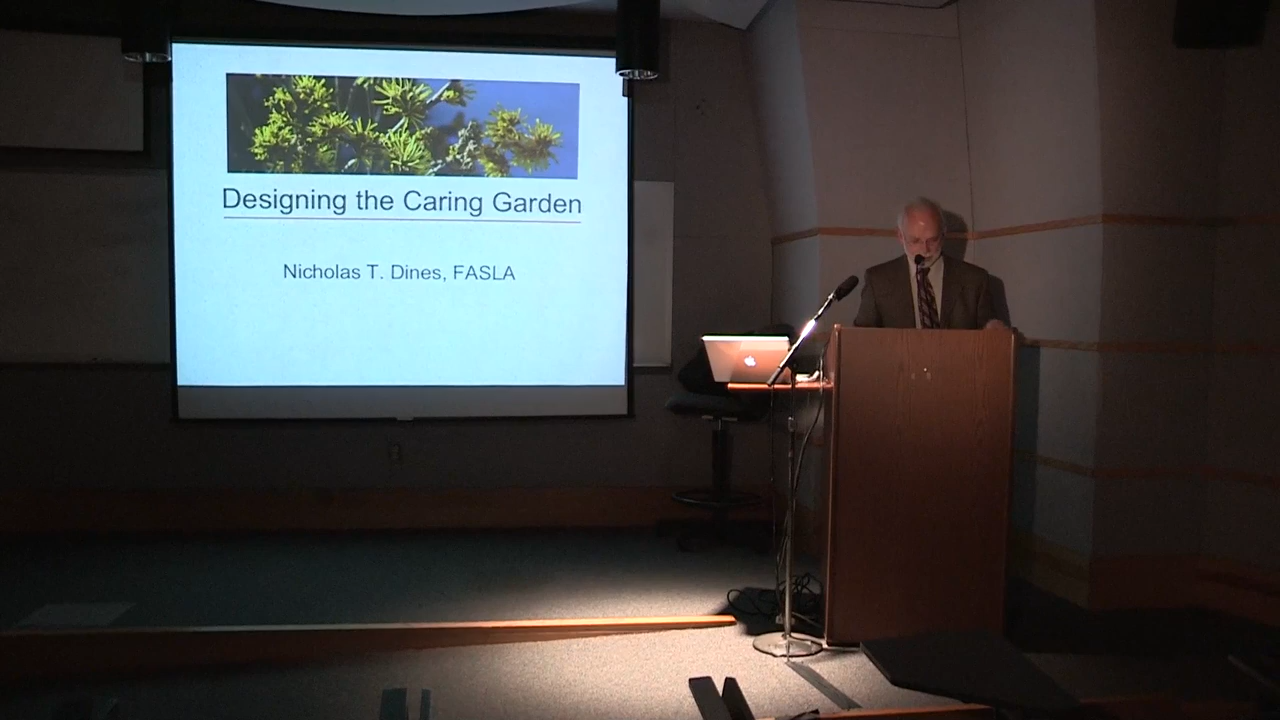 Designing the Caring Garden
Nicholas T. Dines, FASLA